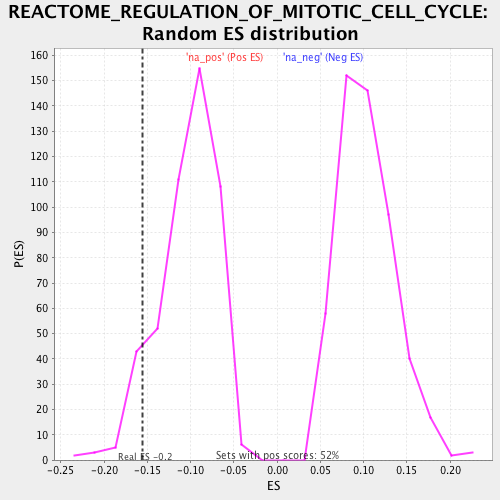 REACTOME_REGULATION_OF_MITOTIC_CELL_CYCLE:
Random ES distribution
'na_pos' (Pos ES) 'na_neg' (Neg ES)
160
150
140
130
120
110
100
90
80
70
60
50
40
30
20
10
0
P(ES)
Real ES -0.2 Sets with pos scores: 52%
-0.25 -0.20 -0.15 -0.10 -0.05 0.00 0.05 0.10 0.15 0.20
ES